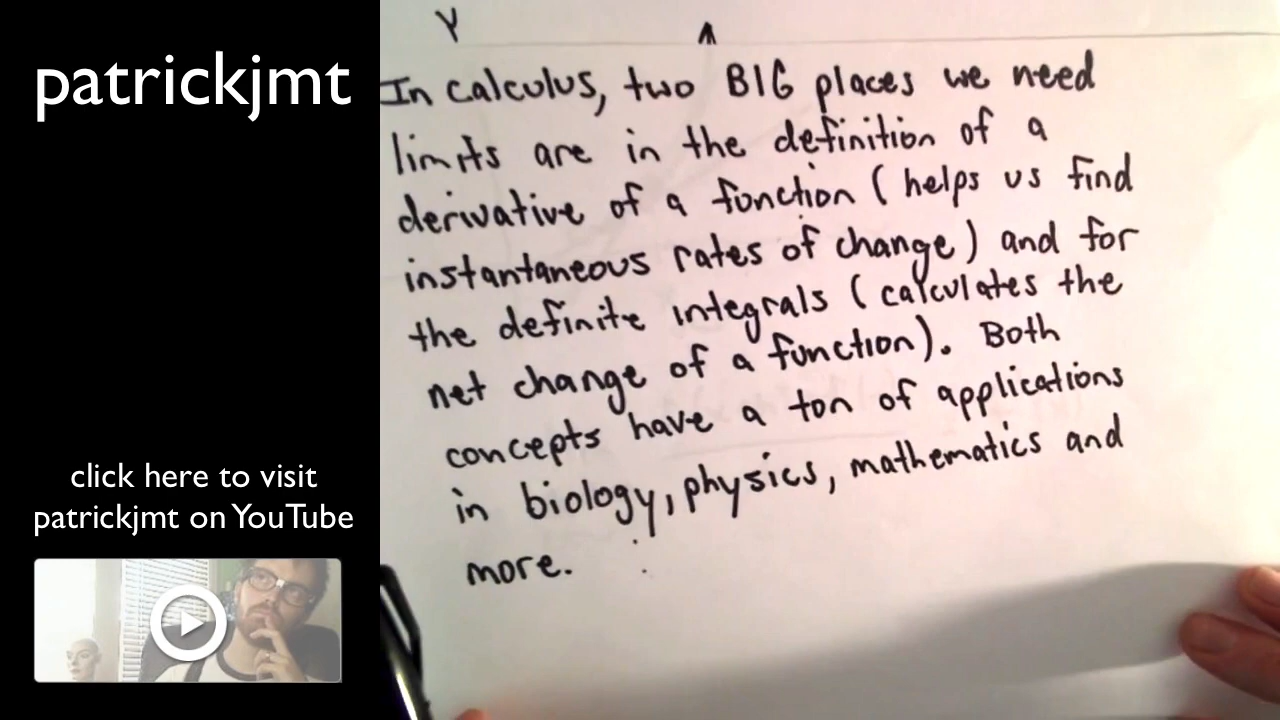 patrickjmt
click here to visit
patrickjmt on YouTube
In calculus, two BIG places we need
limits are in the definition of a
derivative of a function (helps us find
instantaneous rates of change) and for
the definite integrals (calculates the
net change of a function). Both
concepts have a ton of applications
in biology, physics, mathematics and
more.